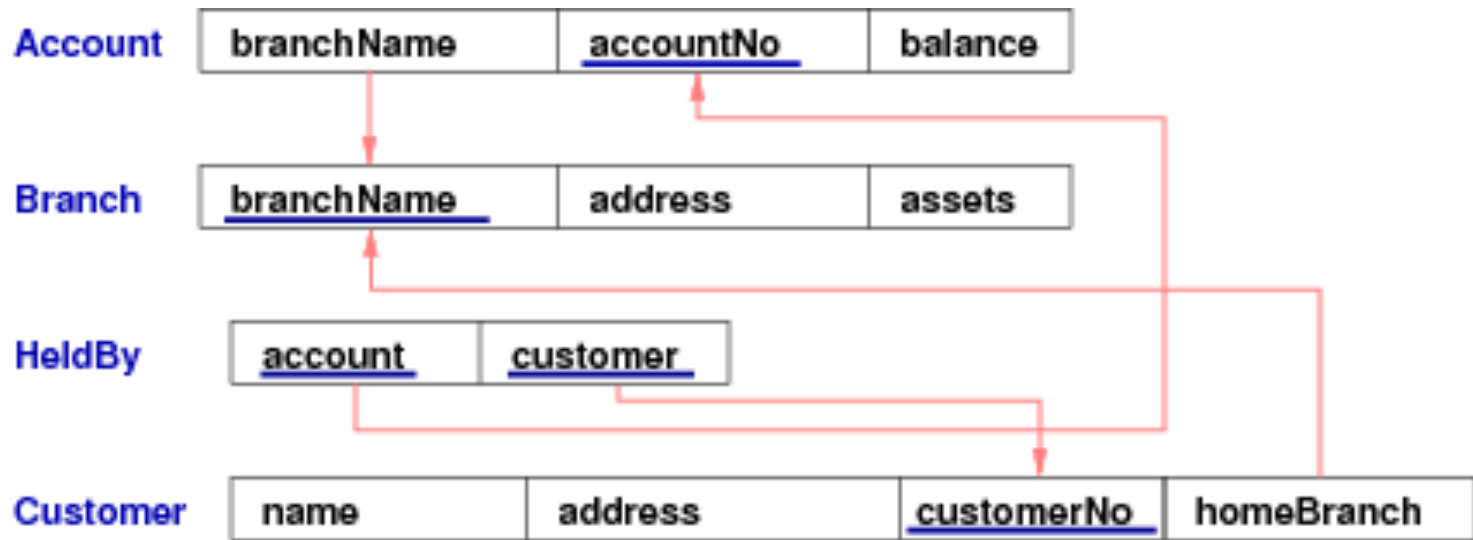 Account branchName accountNo balance
Branch branchName address assets
HeldBy account customer
Customer name address customerNo homeBranch